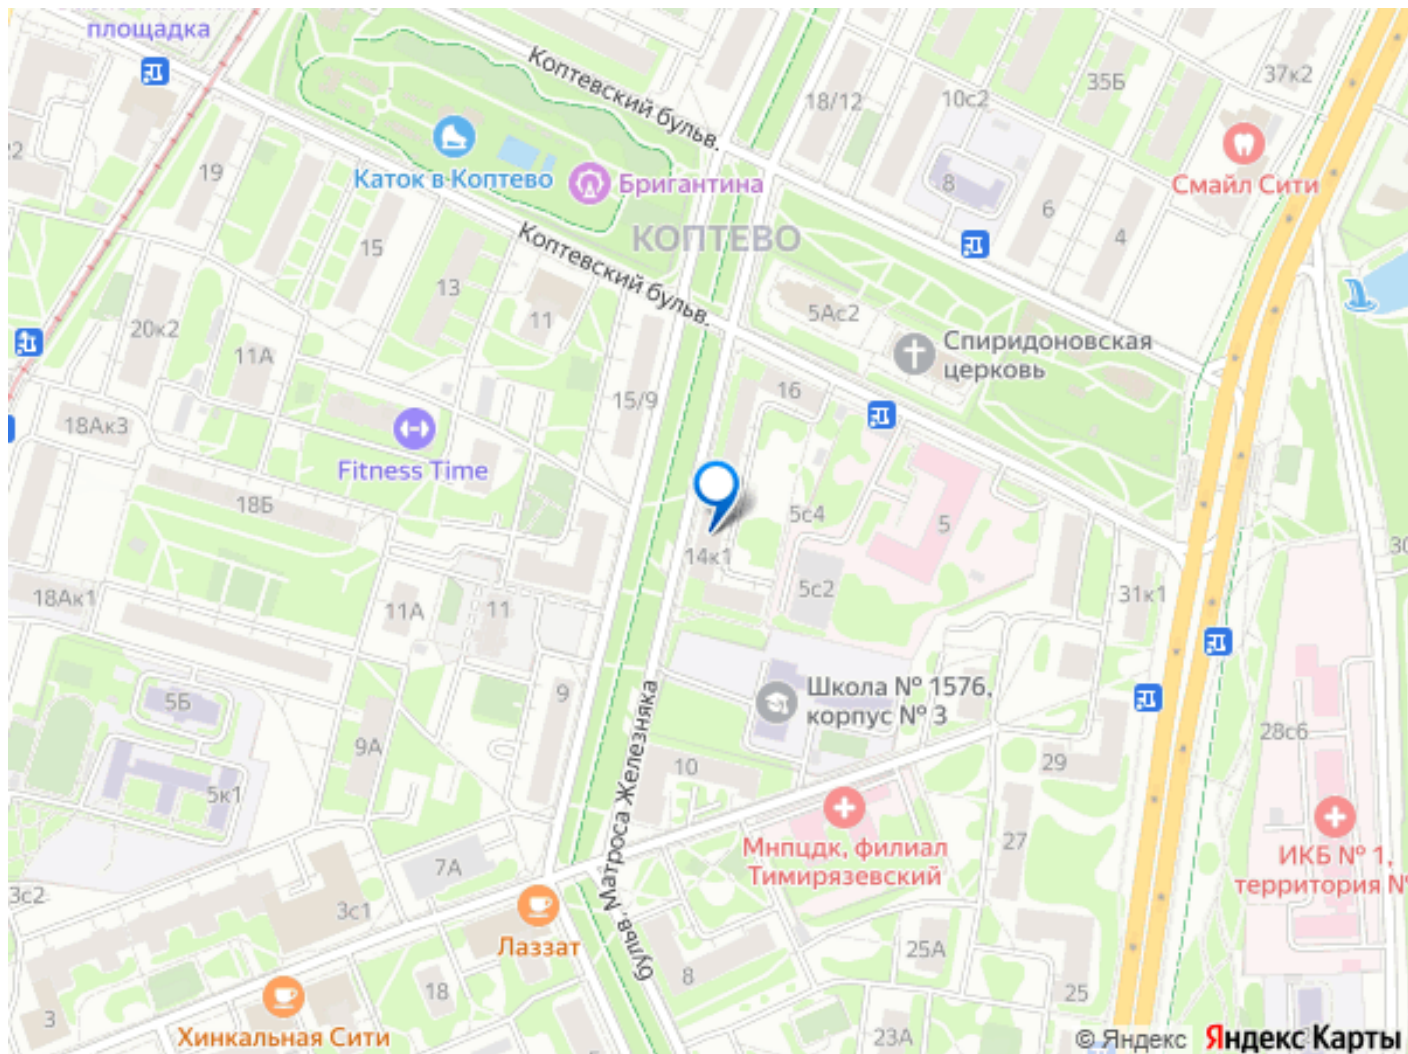 площадка
Коптевский бульв.
18/12
10с2
35Б
37к2
22
19
Каток в Коптево
Бригантина
8
Смайл Сити
6
4
КОПТЕВО
15
Коптевский бульв.
13
11
5Ас2
20к2
11А
Спиридоновская
церковь
15/9
16
18Ак3
Fitness Time
18Б
5с4
5
14к1
30
18Ак1
11А
11
5с2
31к1
Школа № 1576,
корпус № 3
5Б
9
9А
28с6
10
29
5к1
бульв. Матроса Железняка
27
Мнпцдк, филиал
Тимирязевский
ИКБ № 1,
территория №
7А
3с2
3с1
Лаззат
25А
8
18
25
3
Хинкальная Сити
23А
© Яндекс Яндекс Карты